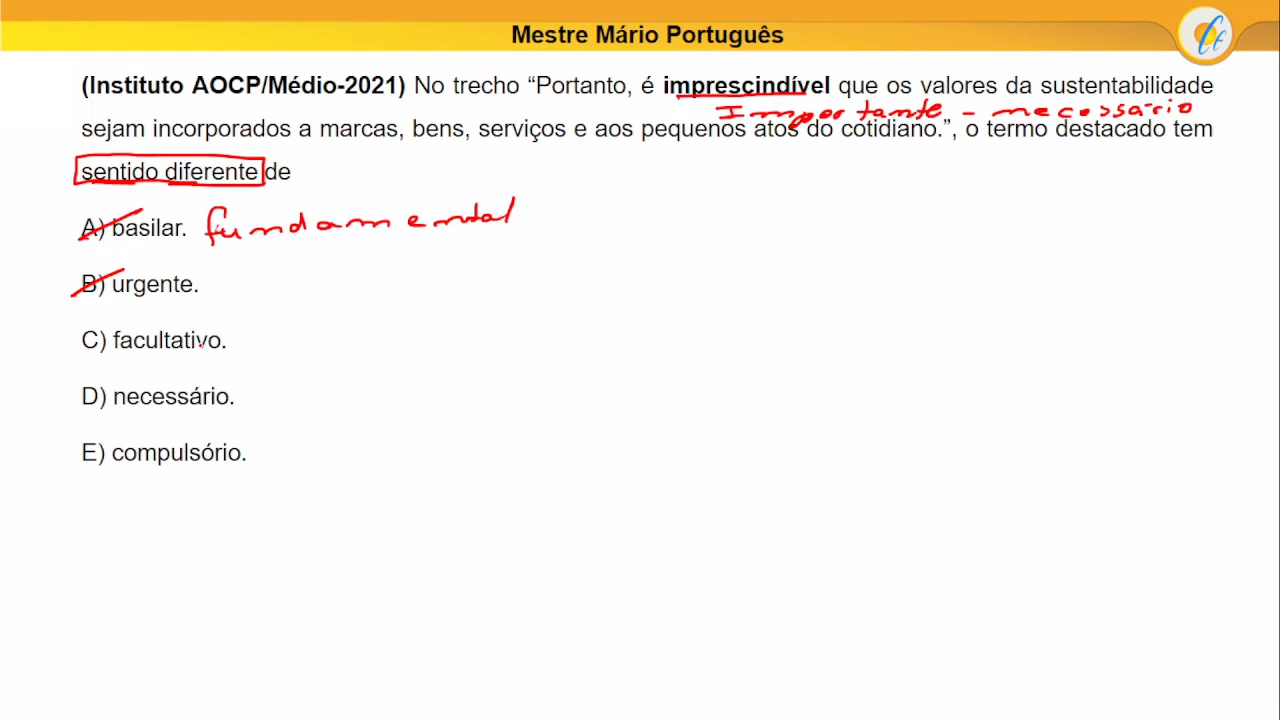 Mestre Mário Português
(Instituto AOCP/Médio-2021) No trecho “Portanto, é imprescindível que os valores da sustentabilidade
Importante - necessário
sejam incorporados a marcas, bens, serviços e aos pequenos atos do cotidiano.”, o termo destacado tem
sentido diferente de
A) basilar. fundamental
B) urgente.
C) facultativo.
D) necessário.
E) compulsório.